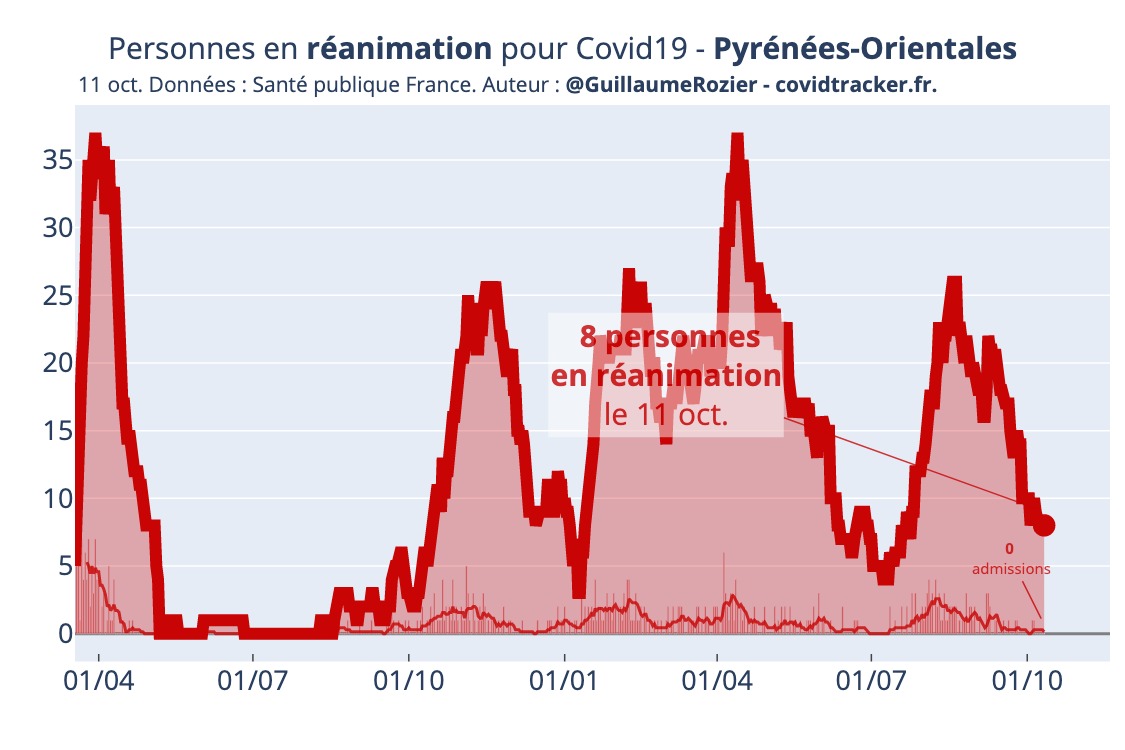 Personnes en réanimation pour Covid19 - Pyrénées-Orientales
11 oct. Données : Santé publique France. Auteur : @GuillaumeRozier - covidtracker.fr.
35
30
25
20
15
10
5
0
8 personnes
en réanimation
le 11 oct.
0
admissions
01/04
01/07
01/10
01/01
01/04
01/07
01/10